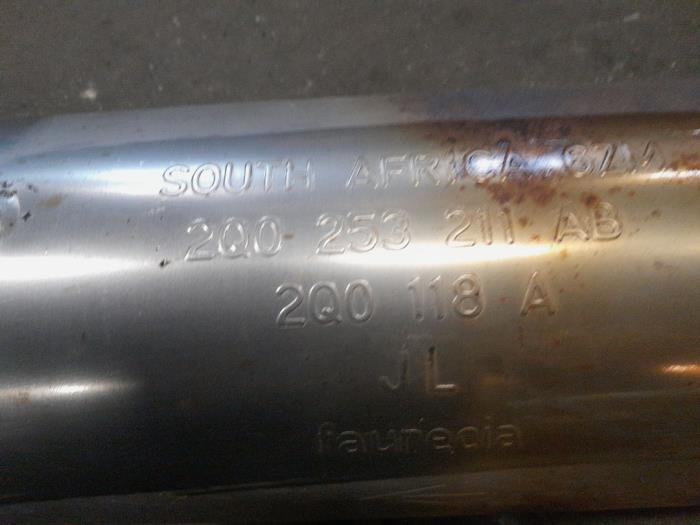 SOUTH AFRICA
2Q0 253 211 AB
2Q0 118 A
JL
faurecia